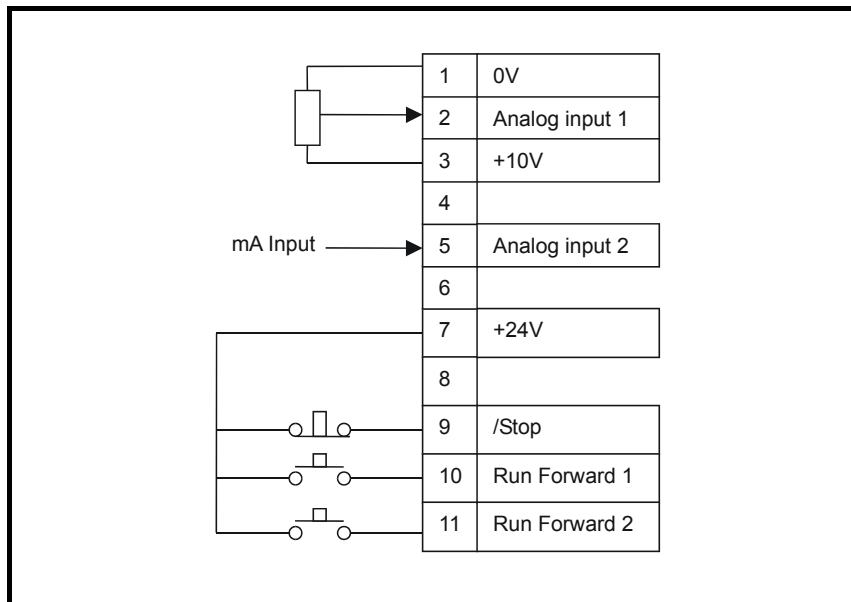 1 0V
2 Analog input 1
3 +10V
4
mA Input 5 Analog input 2
6
7 +24V
8
9 /Stop
10 Run Forward 1
11 Run Forward 2